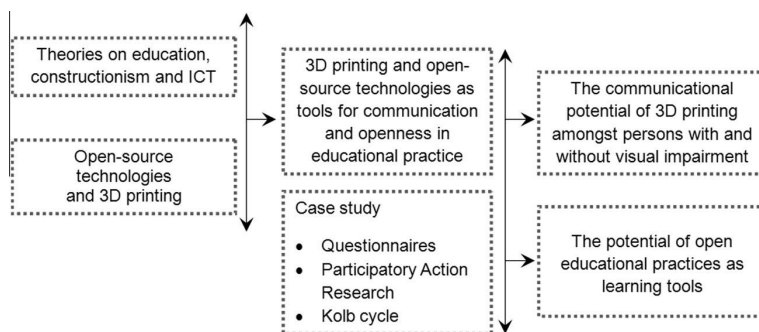 Theories on education,
constructionism and ICT
Open-source
technologies
and 3D printing
3D printing and open-
source technologies as
tools for communication
and openness in
educational practice
Case study
• Questionnaires
• Participatory Action
Research
• Kolb cycle
The communicational
potential of 3D printing
amongst persons with and
without visual impairment
The potential of open
educational practices as
learning tools